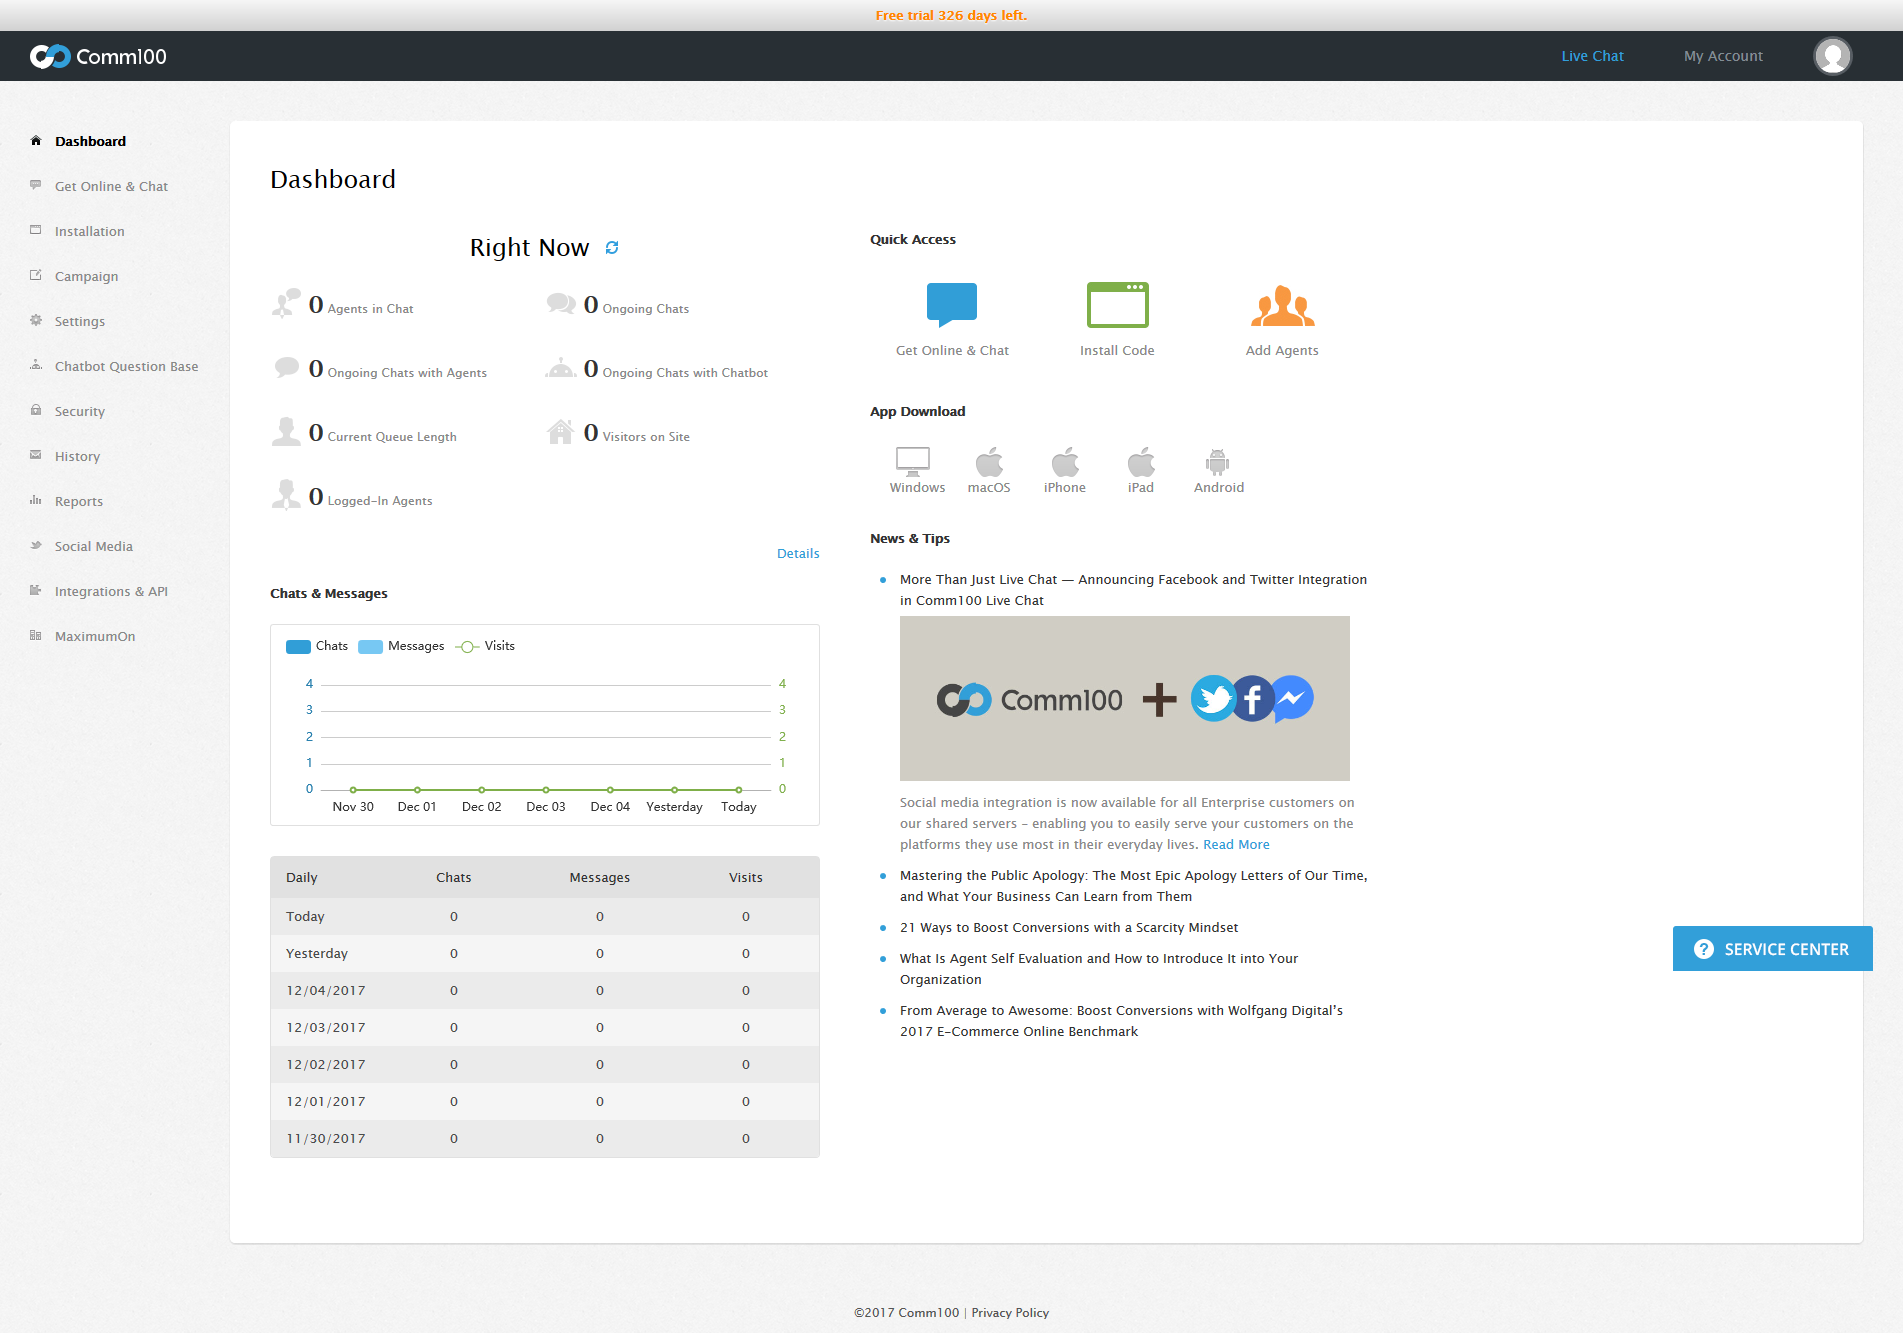 Free trial 326 days left.
Comm100
Live Chat
My Account
Dashboard
Get Online & Chat
Installation
Campaign
Settings
Chatbot Question Base
Security
History
Reports
Social Media
Integrations & API
MaximumOn
Dashboard
Right Now
0 Agents in Chat
0 Ongoing Chats
0 Ongoing Chats with Agents
0 Ongoing Chats with Chatbot
0 Current Queue Length
0 Visitors on Site
0 Logged-In Agents
Details
Chats & Messages
Chats Messages Visits
4 4
3 3
2 2
1 1
0 0
Nov 30 Dec 01 Dec 02 Dec 03 Dec 04 Yesterday Today
Daily Chats Messages Visits
Today 0 0 0
Yesterday 0 0 0
12/04/2017 0 0 0
12/03/2017 0 0 0
12/02/2017 0 0 0
12/01/2017 0 0 0
11/30/2017 0 0 0
Quick Access
Get Online & Chat
Install Code
Add Agents
App Download
Windows
macOS
iPhone
iPad
Android
News & Tips
More Than Just Live Chat — Announcing Facebook and Twitter Integration
in Comm100 Live Chat
Comm100 +
Social media integration is now available for all Enterprise customers on
our shared servers – enabling you to easily serve your customers on the
platforms they use most in their everyday lives. Read More
Mastering the Public Apology: The Most Epic Apology Letters of Our Time,
and What Your Business Can Learn from Them
21 Ways to Boost Conversions with a Scarcity Mindset
What Is Agent Self Evaluation and How to Introduce It into Your
Organization
From Average to Awesome: Boost Conversions with Wolfgang Digital’s
2017 E-Commerce Online Benchmark
? SERVICE CENTER
©2017 Comm100 | Privacy Policy